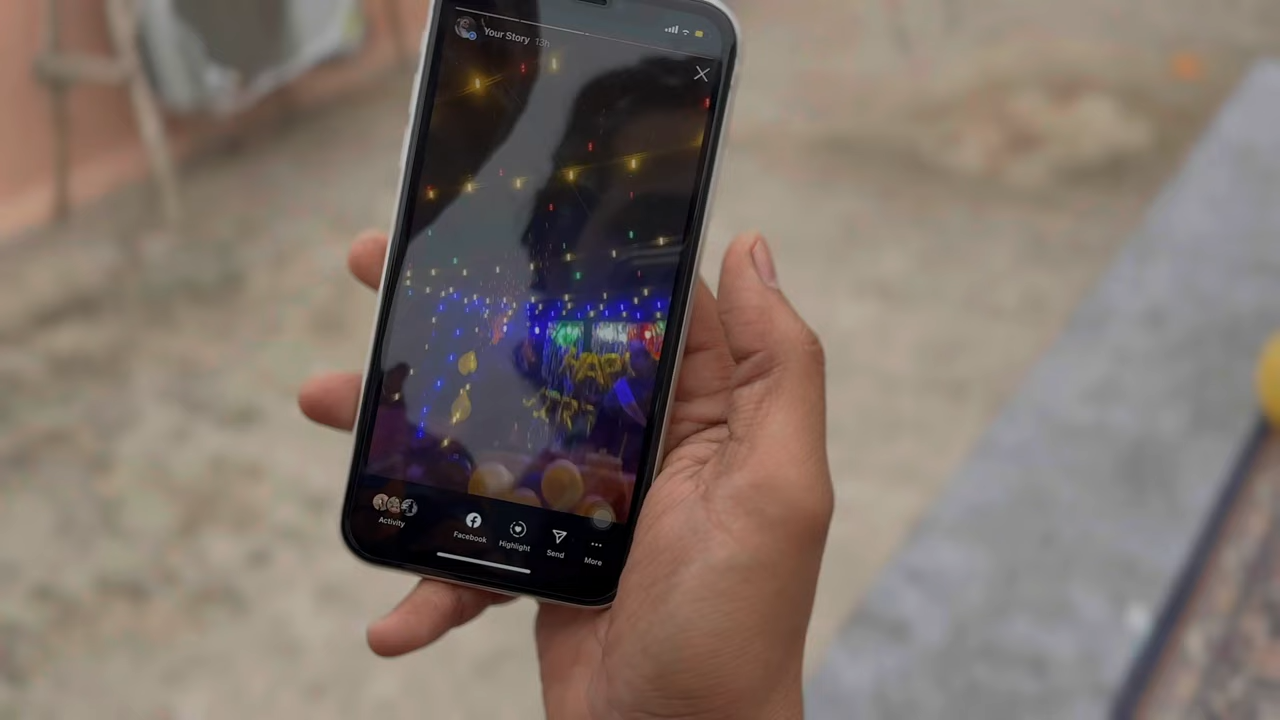 Your Story 13h
Activity
Facebook
Highlight
Send
More